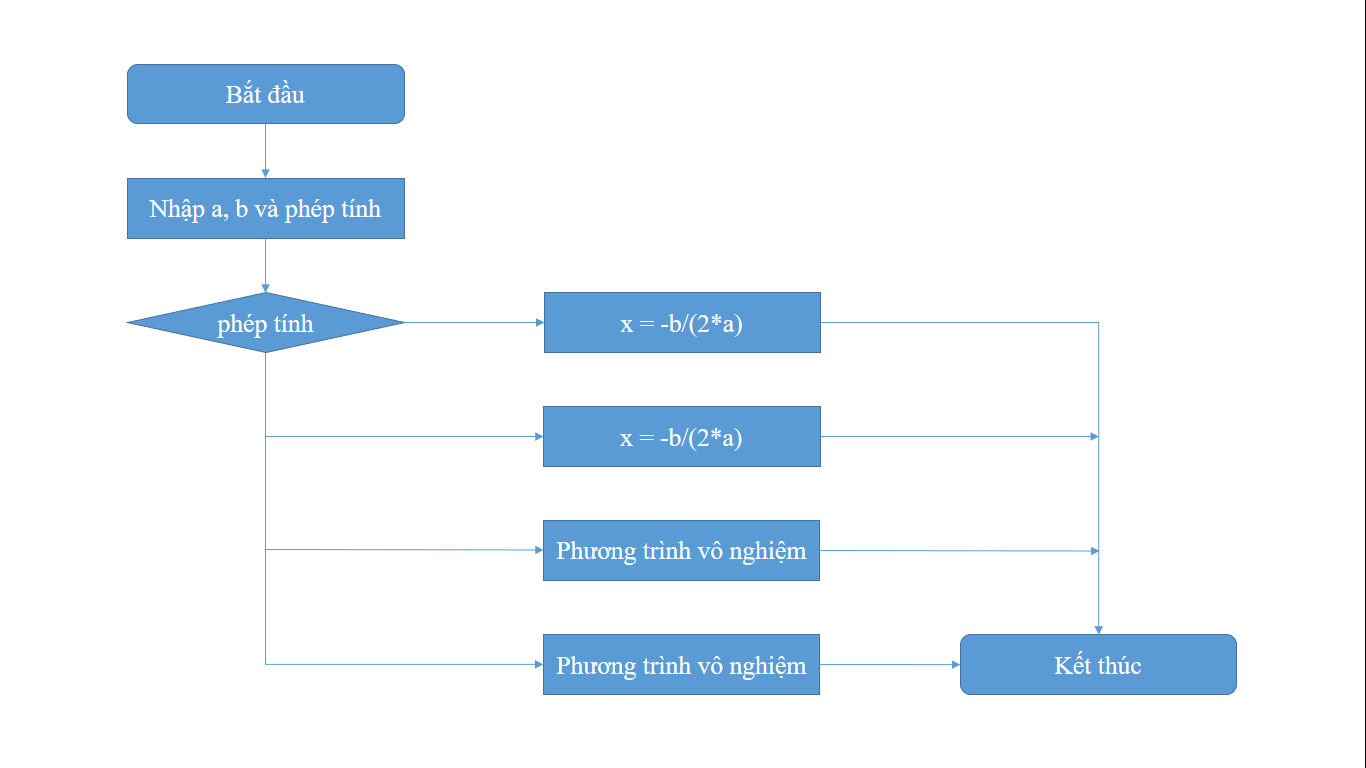 Bắt đầu
Nhập a, b và phép tính
phép tính
x = -b/(2*a)
x = -b/(2*a)
Phương trình vô nghiệm
Phương trình vô nghiệm
Kết thúc